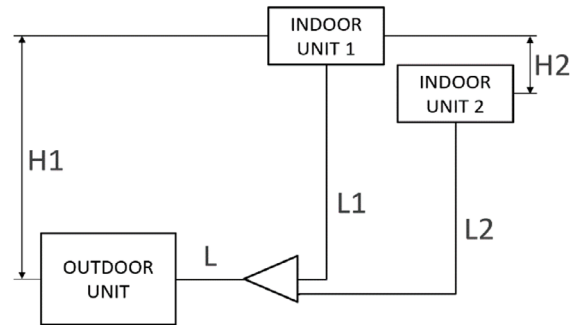 INDOOR
UNIT 1
H2
INDOOR
UNIT 2
H1
L1
L2
L
OUTDOOR
UNIT